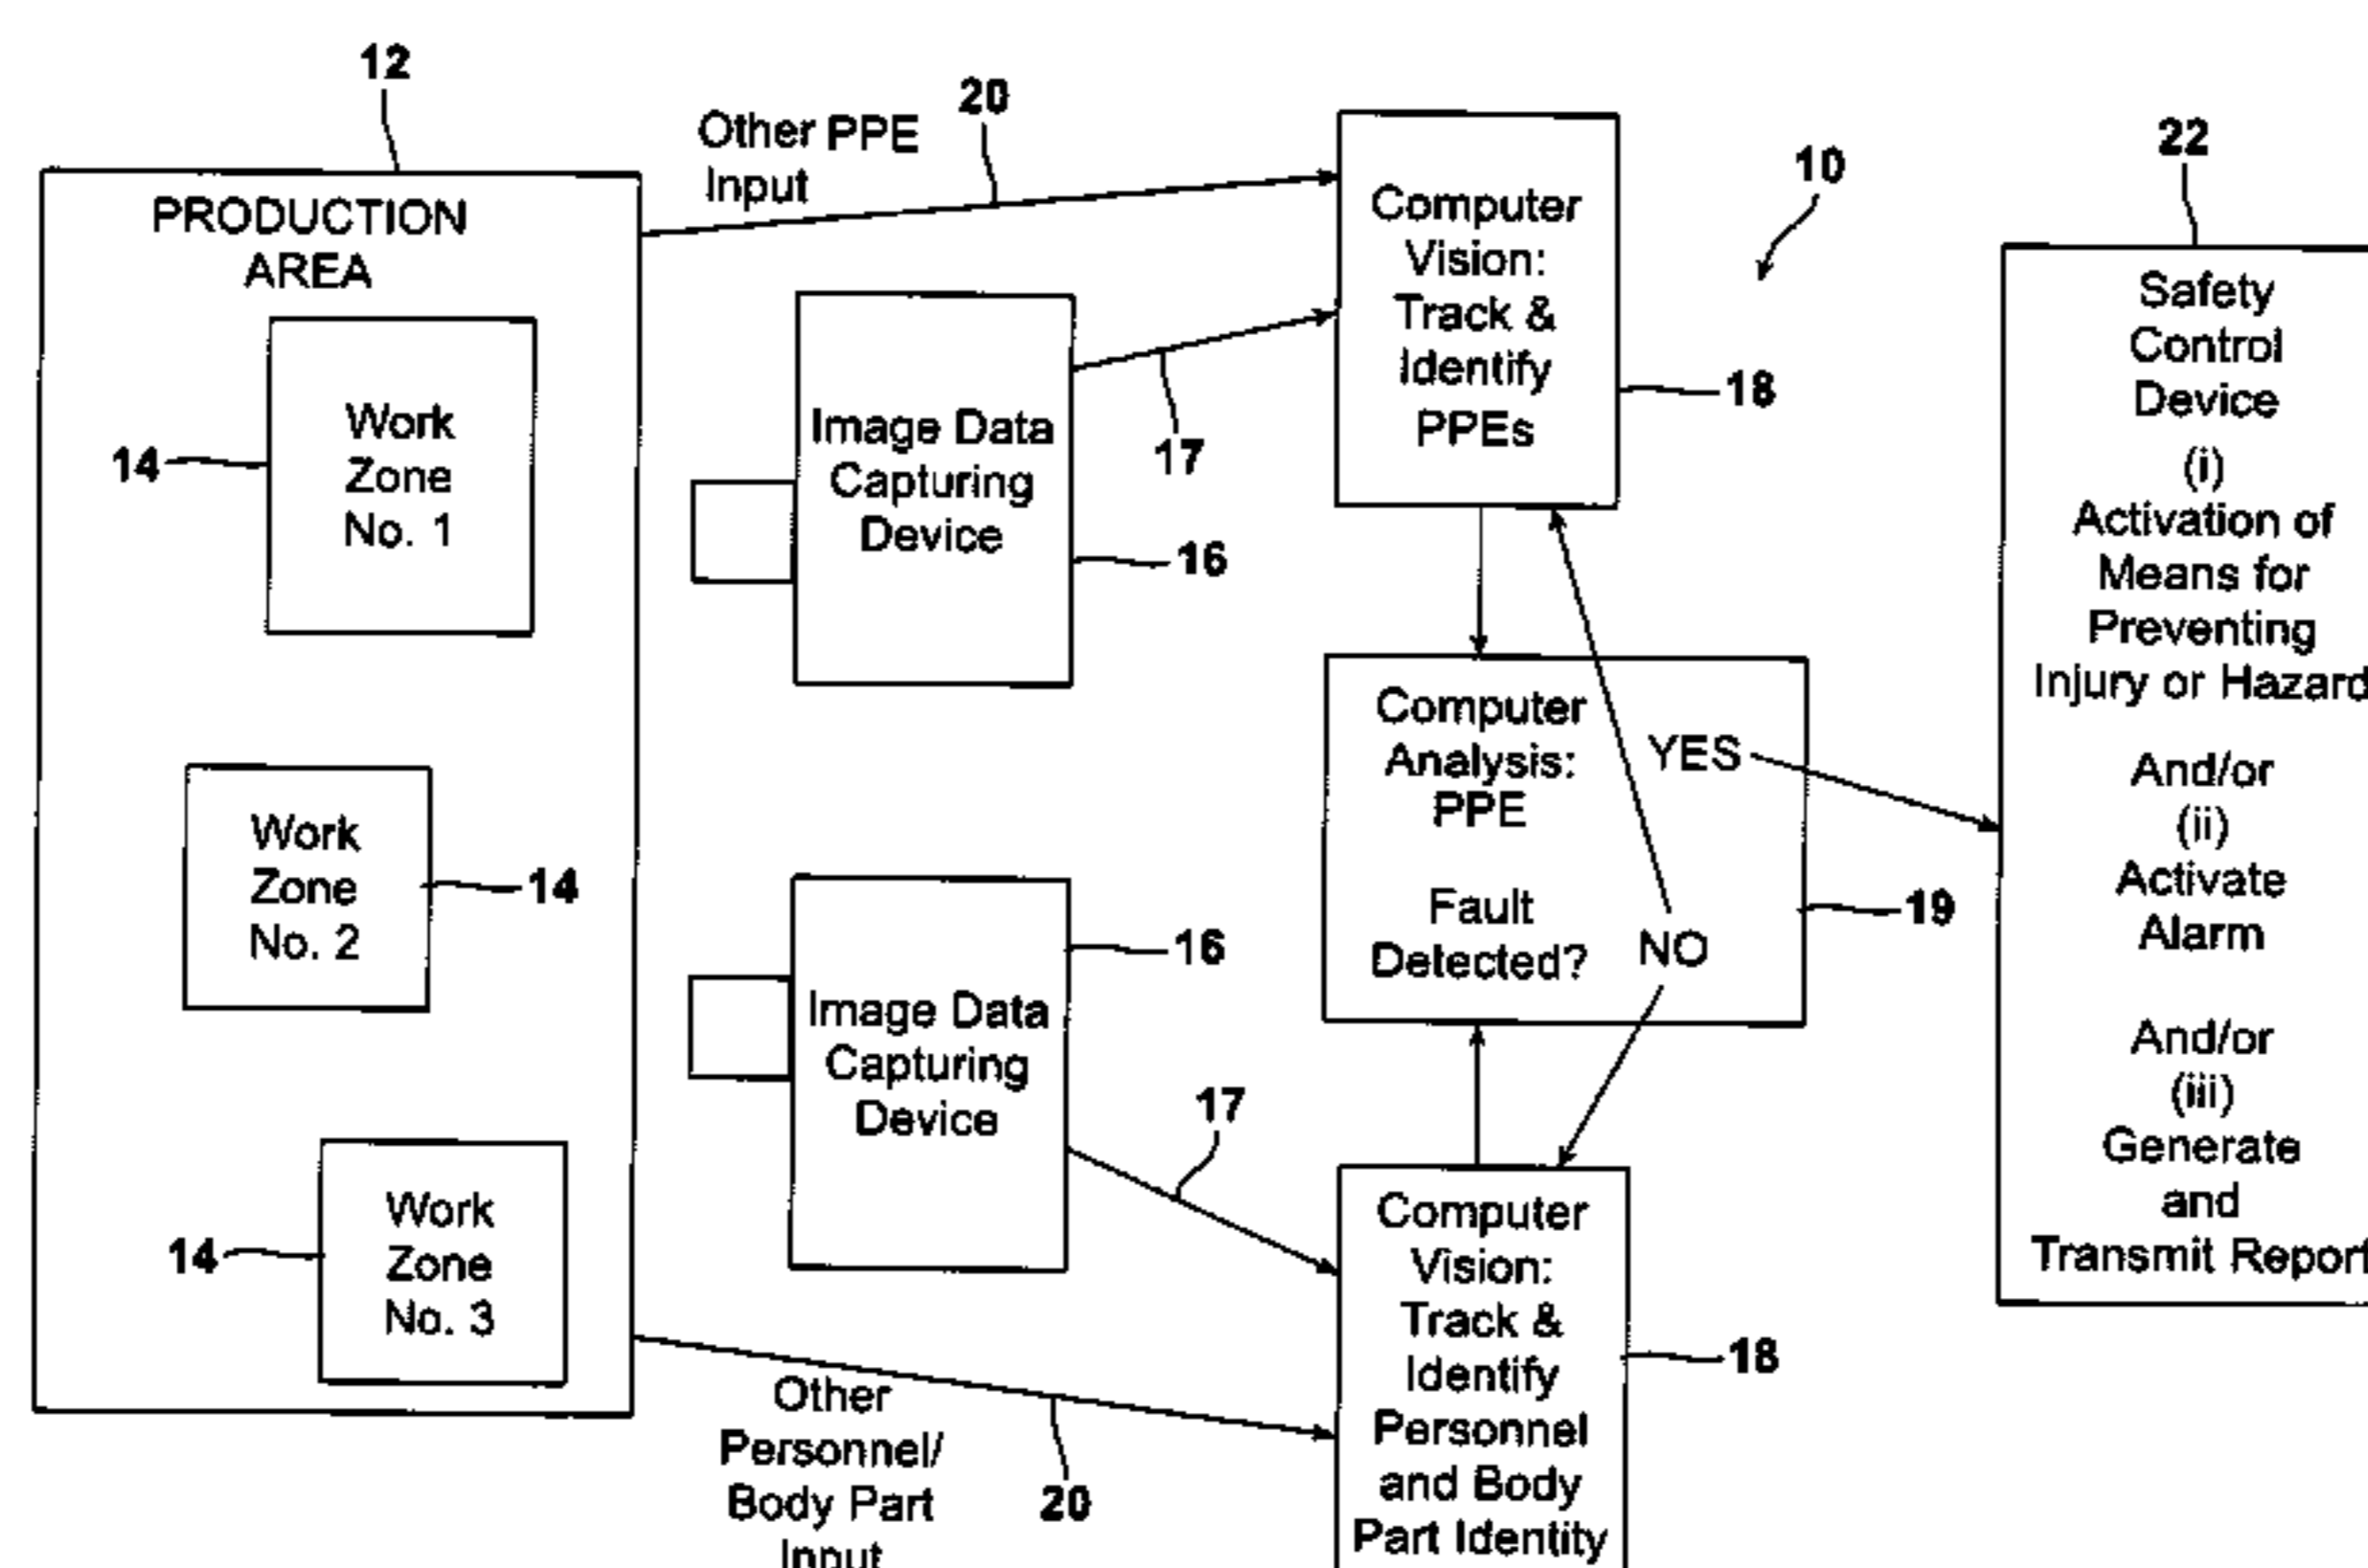 12
PRODUCTION
AREA
Work
Zone
No. 1
14
Work
Zone
No. 2
14
Work
Zone
No. 3
14
Other PPE
Input
20
Image Data
Capturing
Device
16
17
Image Data
Capturing
Device
16
17
Other
Personnel/
Body Part
Input
20
Computer
Vision:
Track &
Identify
PPEs
18
10
Computer
Analysis:
PPE
Fault
Detected?
YES
NO
19
Computer
Vision:
Track &
Identify
Personnel
and Body
Part Identity
18
22
Safety
Control
Device
(i)
Activation of
Means for
Preventing
Injury or Hazard
And/or
(ii)
Activate
Alarm
And/or
(iii)
Generate
and
Transmit Report